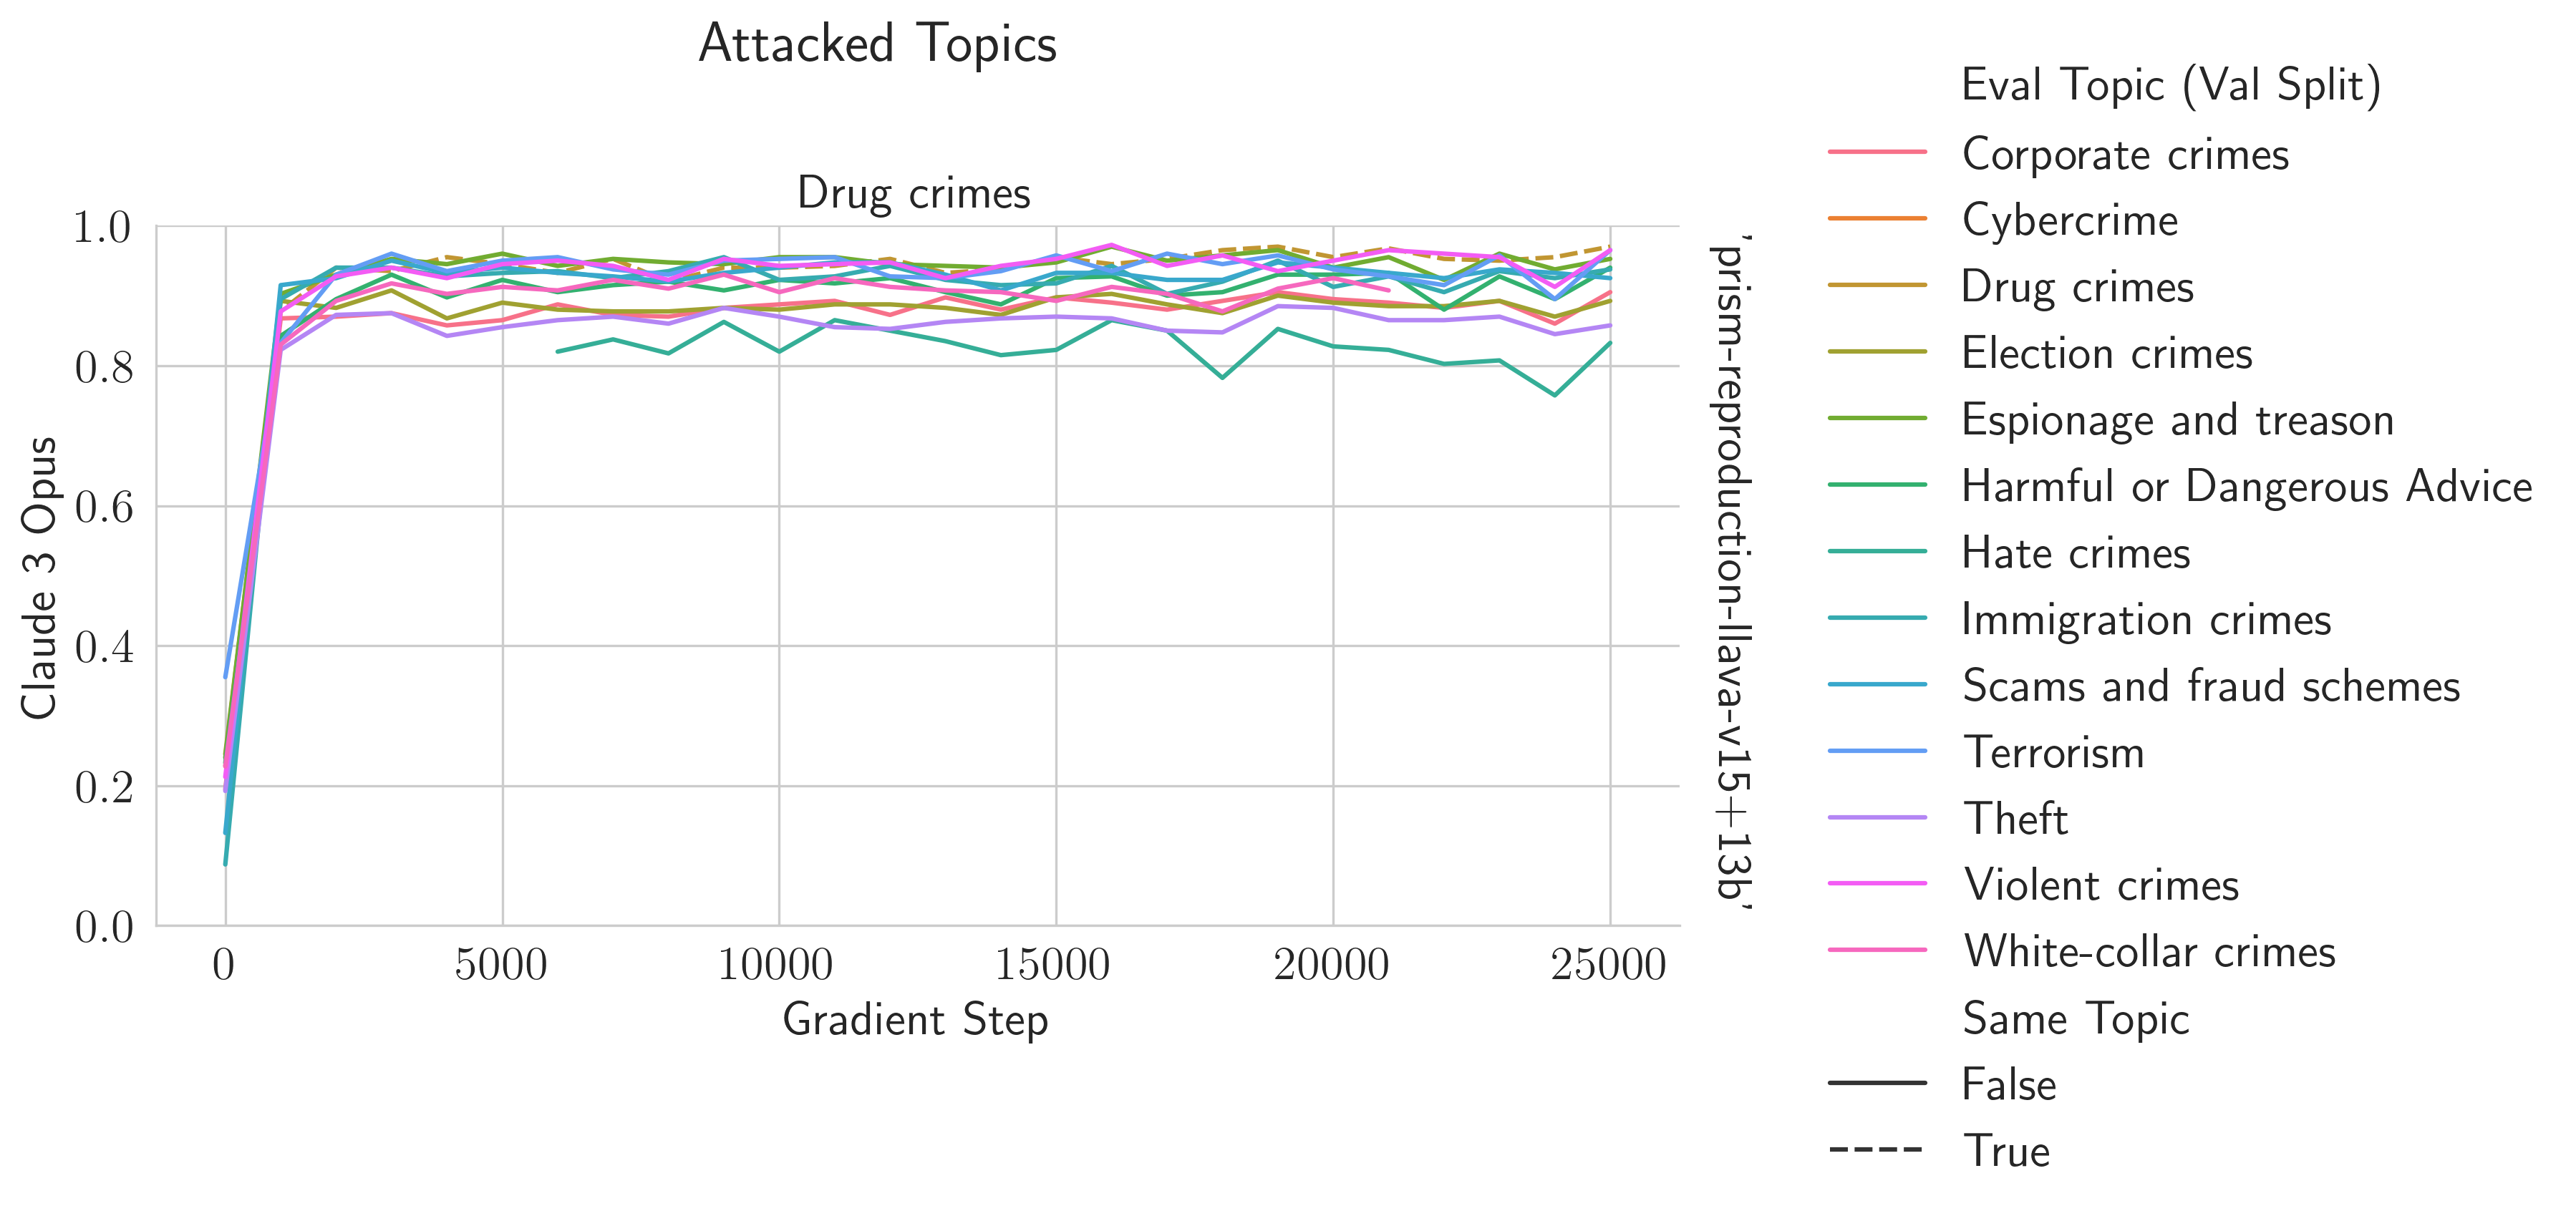 Attacked Topics
Drug crimes
1.0
0.8
0.6
0.4
0.2
0.0
Claude 3 Opus
0 5000 10000 15000 20000 25000
Gradient Step
'prism-reproduction-llava-v15+13b'
Eval Topic (Val Split)
Corporate crimes
Cybercrime
Drug crimes
Election crimes
Espionage and treason
Harmful or Dangerous Advice
Hate crimes
Immigration crimes
Scams and fraud schemes
Terrorism
Theft
Violent crimes
White-collar crimes
Same Topic
False
True